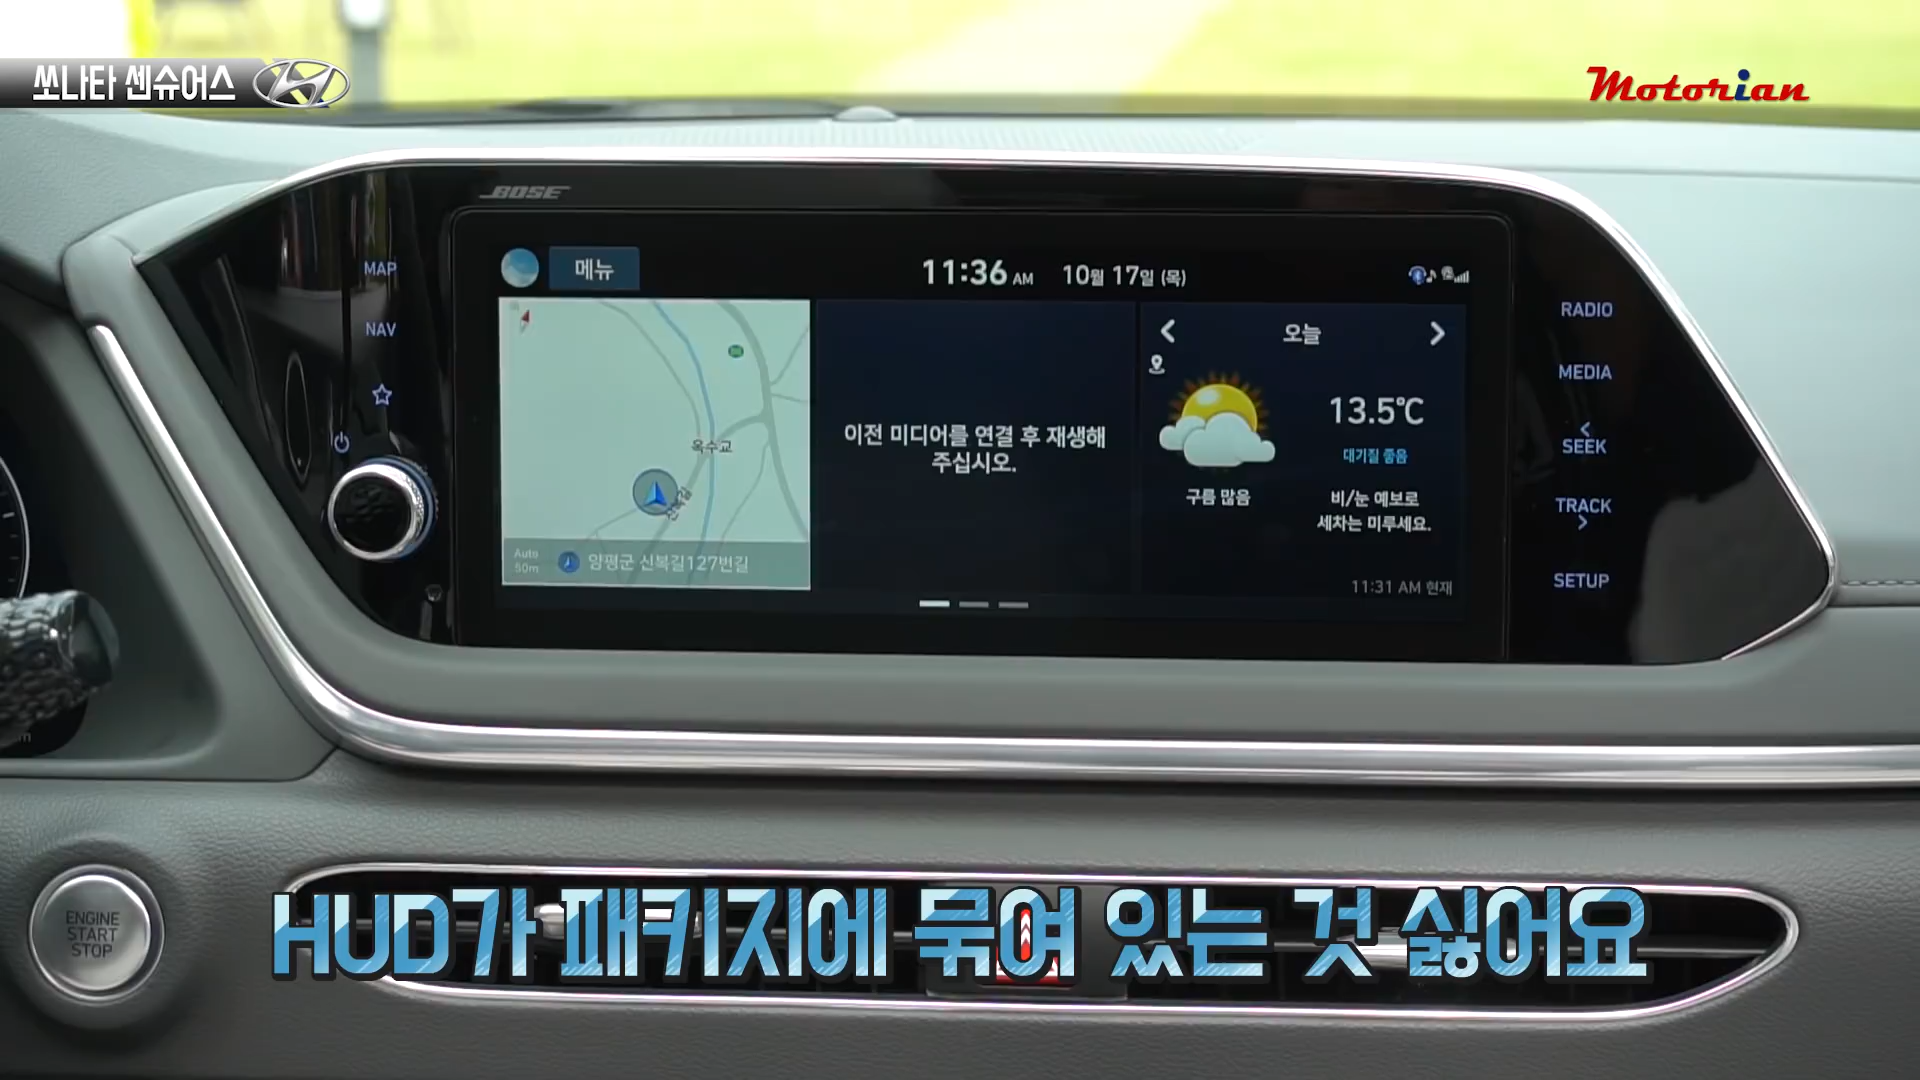 쏘나타 센슈어스
Motorian
BOSE
MAP
NAV
메뉴
11:36 AM 10월 17일 (목)
옥수교
Auto
50m
양평군 신복길127번길
이전 미디어를 연결 후 재생해
주십시오.
오늘
13.5℃
대기질 좋음
구름 많음
비/눈 예보로
세차는 미루세요.
11:31 AM 현재
RADIO
MEDIA
SEEK
TRACK
SETUP
ENGINE
START
STOP
HUD가 패키지에 묶여 있는 것 싫어요